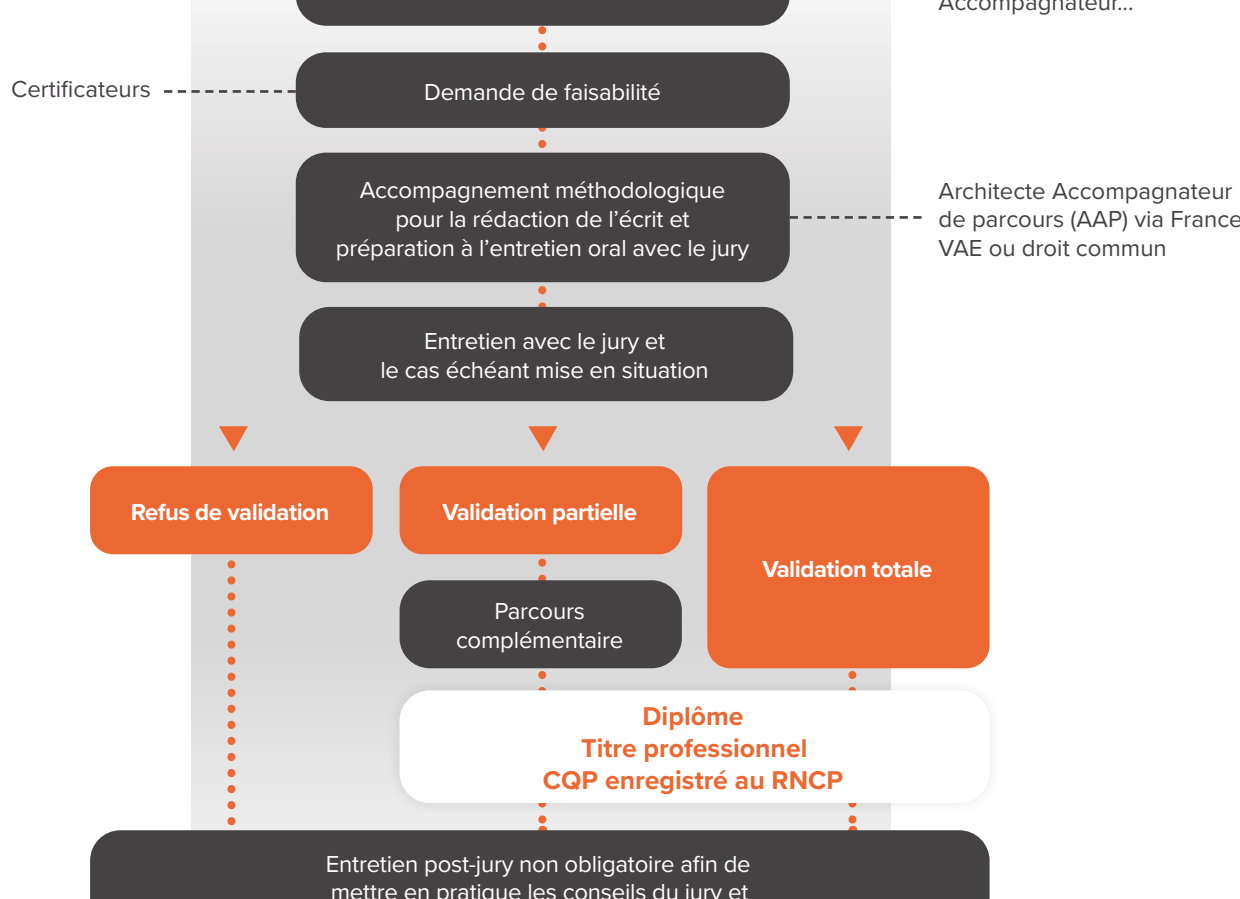 Accompagnateur...
Certificateurs
Demande de faisabilité
Accompagnement méthodologique
pour la rédaction de l’écrit et
préparation à l’entretien oral avec le jury
Architecte Accompagnateur
de parcours (AAP) via France
VAE ou droit commun
Entretien avec le jury et
le cas échéant mise en situation
Refus de validation
Validation partielle
Validation totale
Parcours
complémentaire
Diplôme
Titre professionnel
CQP enregistré au RNCP
Entretien post-jury non obligatoire afin de
mettre en pratique les conseils du jury et